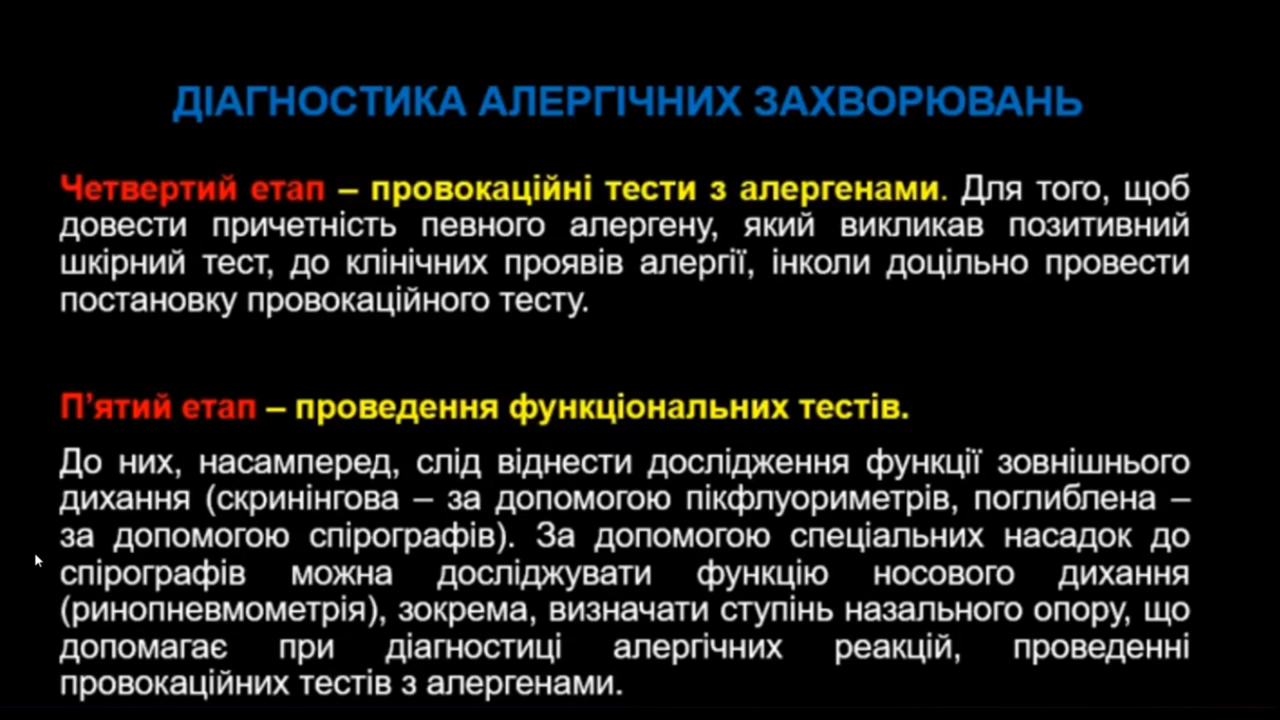 ДІАГНОСТИКА АЛЕРГІЧНИХ ЗАХВОРЮВАНЬ
Четвертий етап – провокаційні тести з алергенами. Для того, щоб
довести причетність певного алергену, який викликав позитивний
шкірний тест, до клінічних проявів алергії, інколи доцільно провести
постановку провокаційного тесту.
П’ятий етап – проведення функціональних тестів.
До них, насамперед, слід віднести дослідження функції зовнішнього
дихання (скринінгова – за допомогою пікфлуориметрів, поглиблена –
за допомогою спірографів). За допомогою спеціальних насадок до
спірографів можна досліджувати функцію носового дихання
(ринопневмометрія), зокрема, визначати ступінь назального опору, що
допомагає при діагностиці алергічних реакцій, проведенні
провокаційних тестів з алергенами.